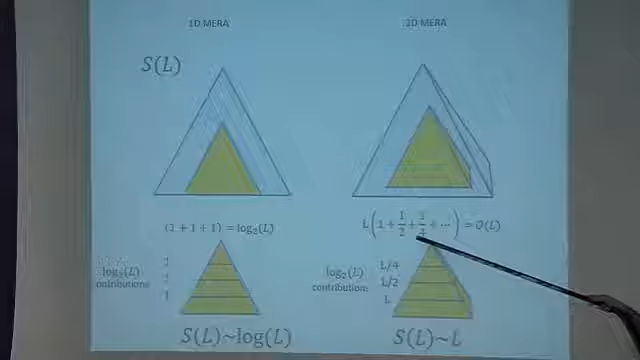 1D MERA
2D MERA
S(L)
(1 + 1 + 1) = log₂(L)
L(1 + 1/2 + 1/4 + ⋯) = O(L)
log₂(L)
contributions
1
1
1
log₂(L)
contributions
L/4
L/2
L
S(L)~log(L)
S(L)~L